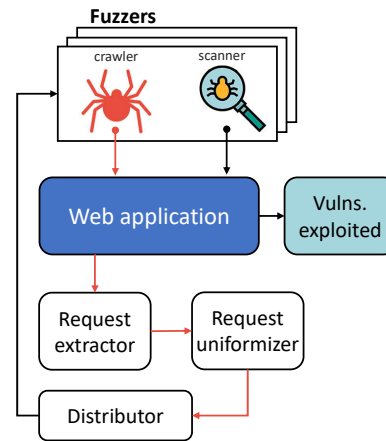 Fuzzers
crawler
scanner
Web application
Vulns.
exploited
Request
extractor
Request
uniformizer
Distributor